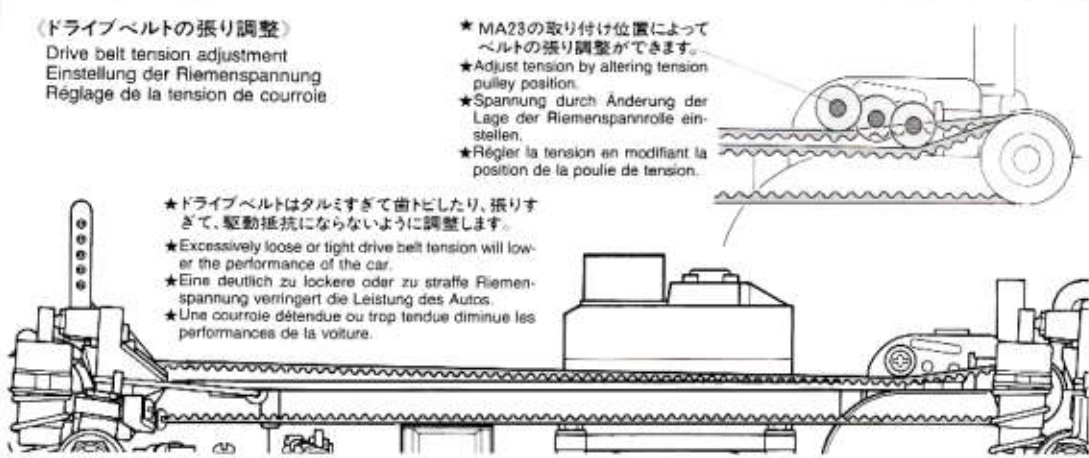 《ドライブベルトの張り調整》
Drive belt tension adjustment
Einstellung der Riemenspannung
Réglage de la tension de courroie
★ MA23の取り付け位置によって
ベルトの張り調整ができます。
★Adjust tension by altering tension
pulley position.
★Spannung durch Änderung der
Lage der Riemenspannrolle ein-
stellen.
★Régler la tension en modifiant la
position de la poulie de tension.
★ドライブベルトはタルミすぎて歯トビしたり、張りす
ぎて、駆動抵抗にならないように調整します。
★Excessively loose or tight drive belt tension will low-
er the performance of the car.
★Eine deutlich zu lockere oder zu straffe Riemen-
spannung verringert die Leistung des Autos.
★Une courroie détendue ou trop tendue diminue les
performances de la voiture.